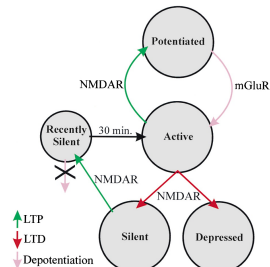 Potentiated
NMDAR
mGluR
Recently
Silent
30 min.
Active
NMDAR
NMDAR
LTP
LTD
Depotentiation
Silent
Depressed